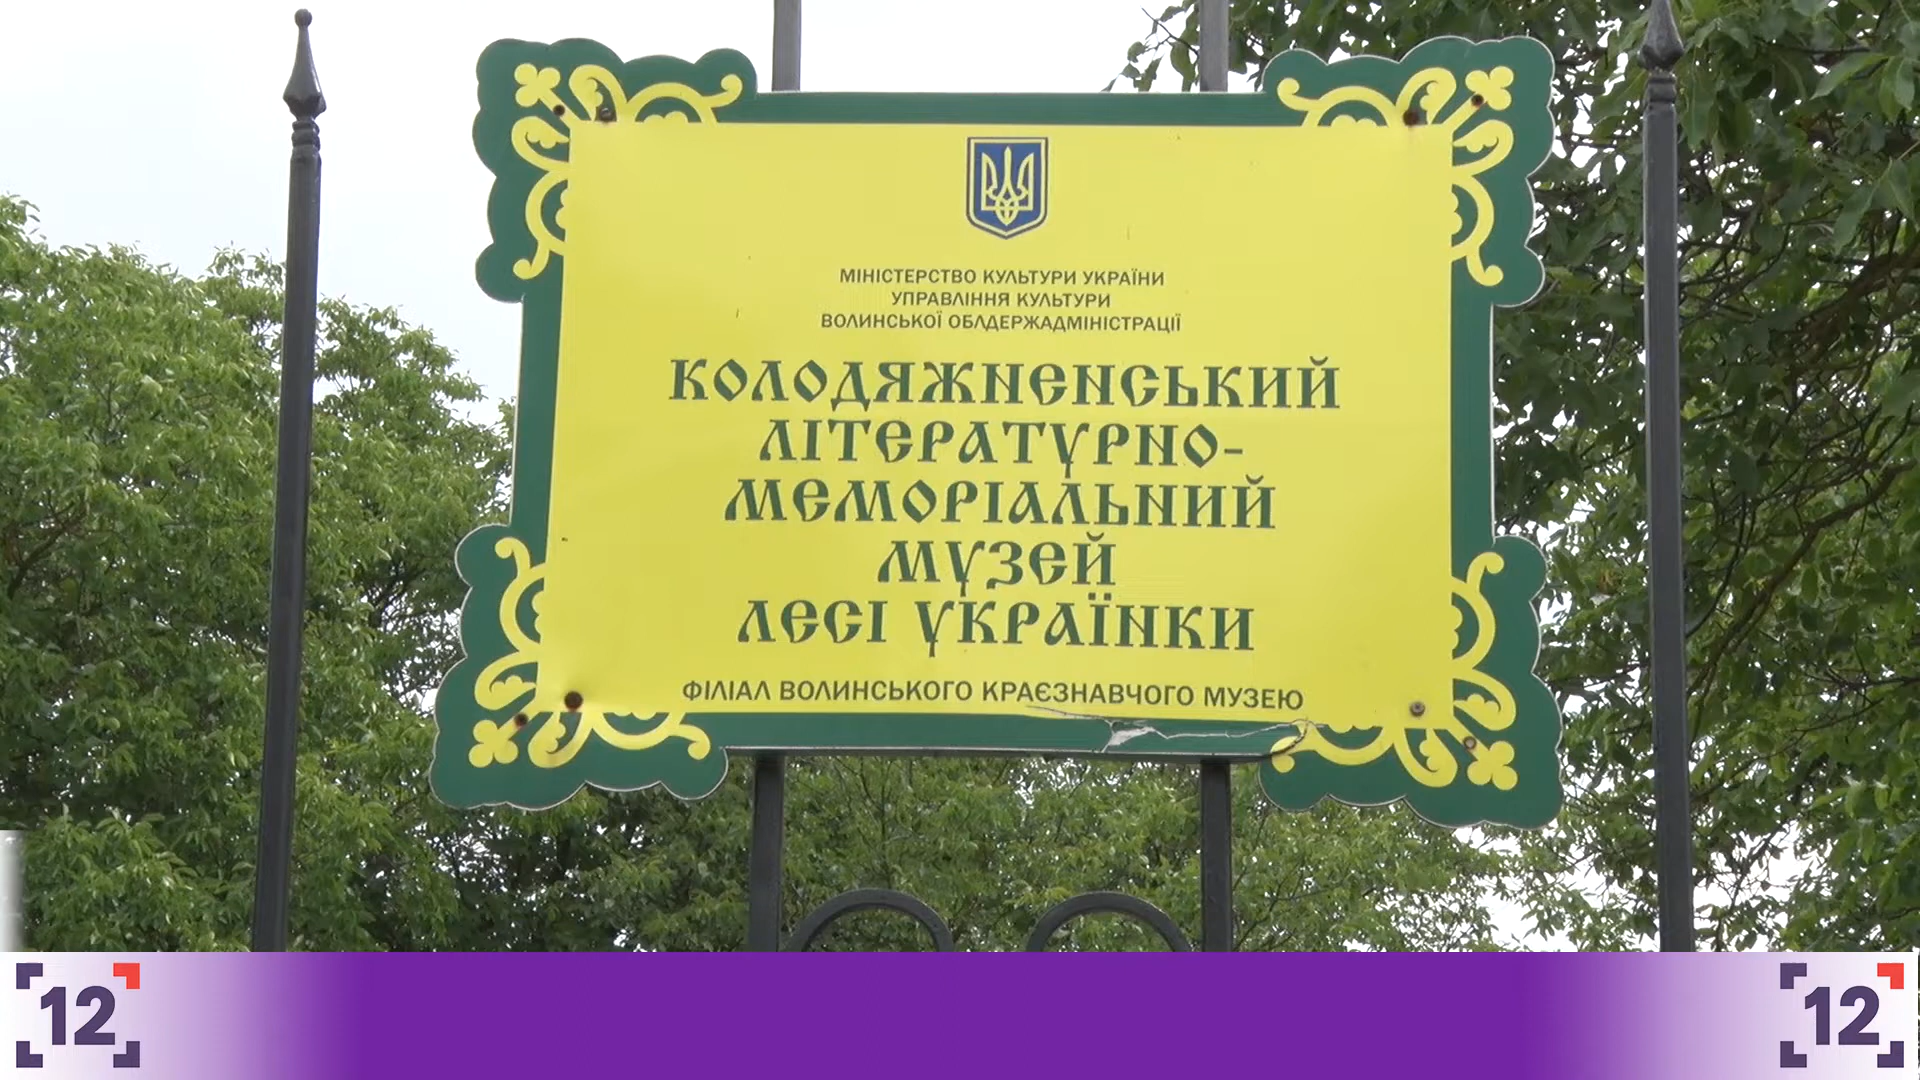 МІНІСТЕРСТВО КУЛЬТУРИ УКРАЇНИ
УПРАВЛІННЯ КУЛЬТУРИ
ВОЛИНСЬКОЇ ОБЛДЕРЖАДМІНІСТРАЦІЇ
КОЛОДЯЖНЕНСЬКИЙ
ЛІТЕРАТУРНО-
МЕМОРІАЛЬНИЙ
МУЗЕЙ
ЛЕСІ УКРАЇНКИ
ФІЛІАЛ ВОЛИНСЬКОГО КРАЄЗНАВЧОГО МУЗЕЮ
12
12